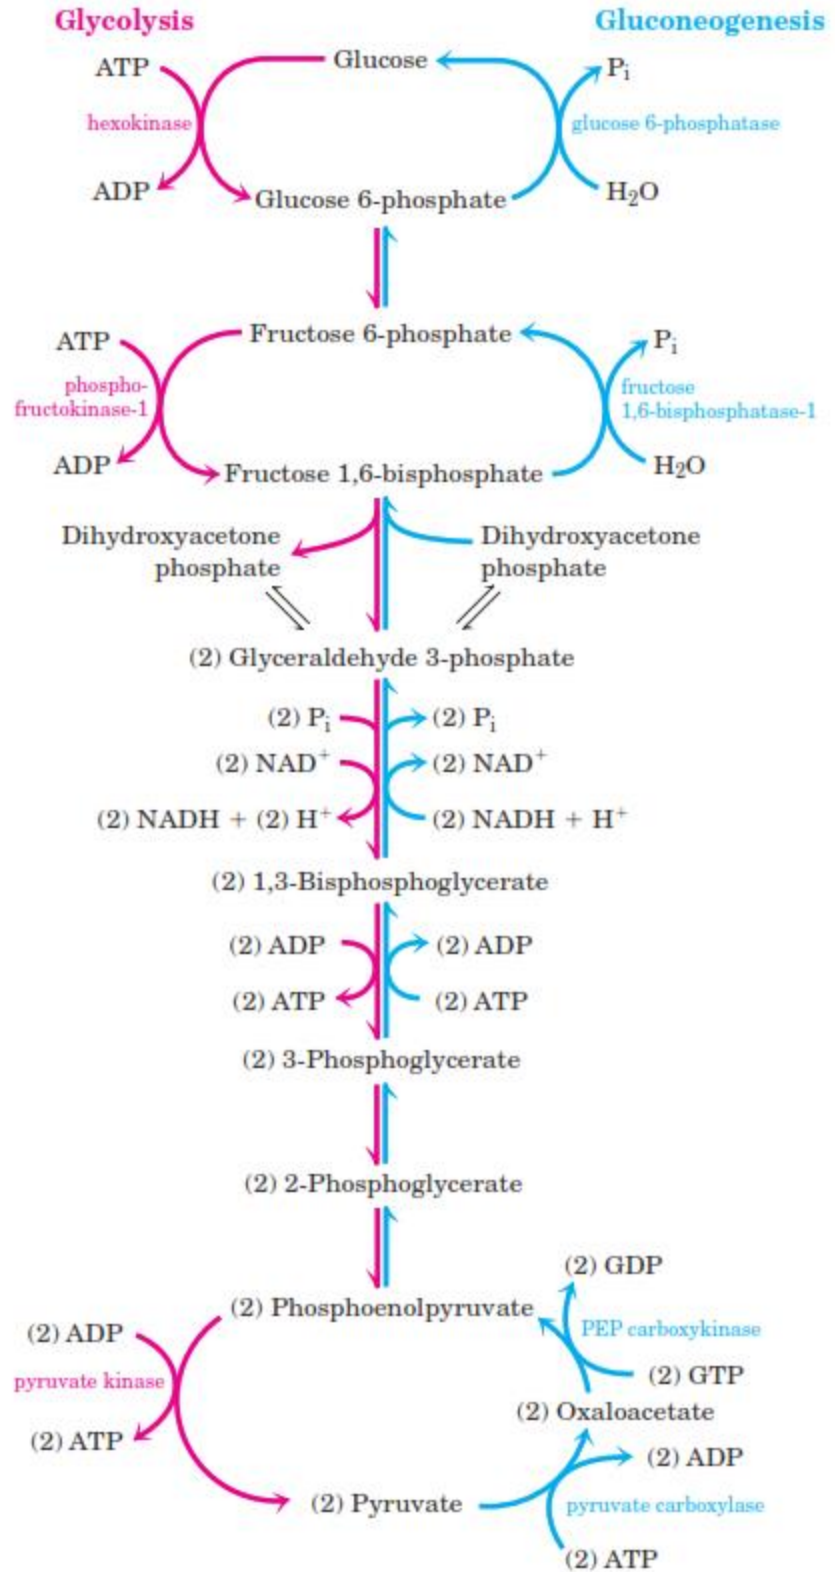 Glycolysis
Gluconeogenesis
ATP
Glucose
Pi
hexokinase
glucose 6-phosphatase
ADP
Glucose 6-phosphate
H2O
ATP
Fructose 6-phosphate
Pi
phospho-
fructokinase-1
fructose
1,6-bisphosphatase-1
ADP
Fructose 1,6-bisphosphate
H2O
Dihydroxyacetone
phosphate
Dihydroxyacetone
phosphate
(2) Glyceraldehyde 3-phosphate
(2) Pi
(2) Pi
(2) NAD+
(2) NAD+
(2) NADH + (2) H+
(2) NADH + H+
(2) 1,3-Bisphosphoglycerate
(2) ADP
(2) ADP
(2) ATP
(2) ATP
(2) 3-Phosphoglycerate
(2) 2-Phosphoglycerate
(2) GDP
(2) Phosphoenolpyruvate
(2) ADP
PEP carboxykinase
pyruvate kinase
(2) GTP
(2) Oxaloacetate
(2) ATP
(2) ADP
(2) Pyruvate
pyruvate carboxylase
(2) ATP